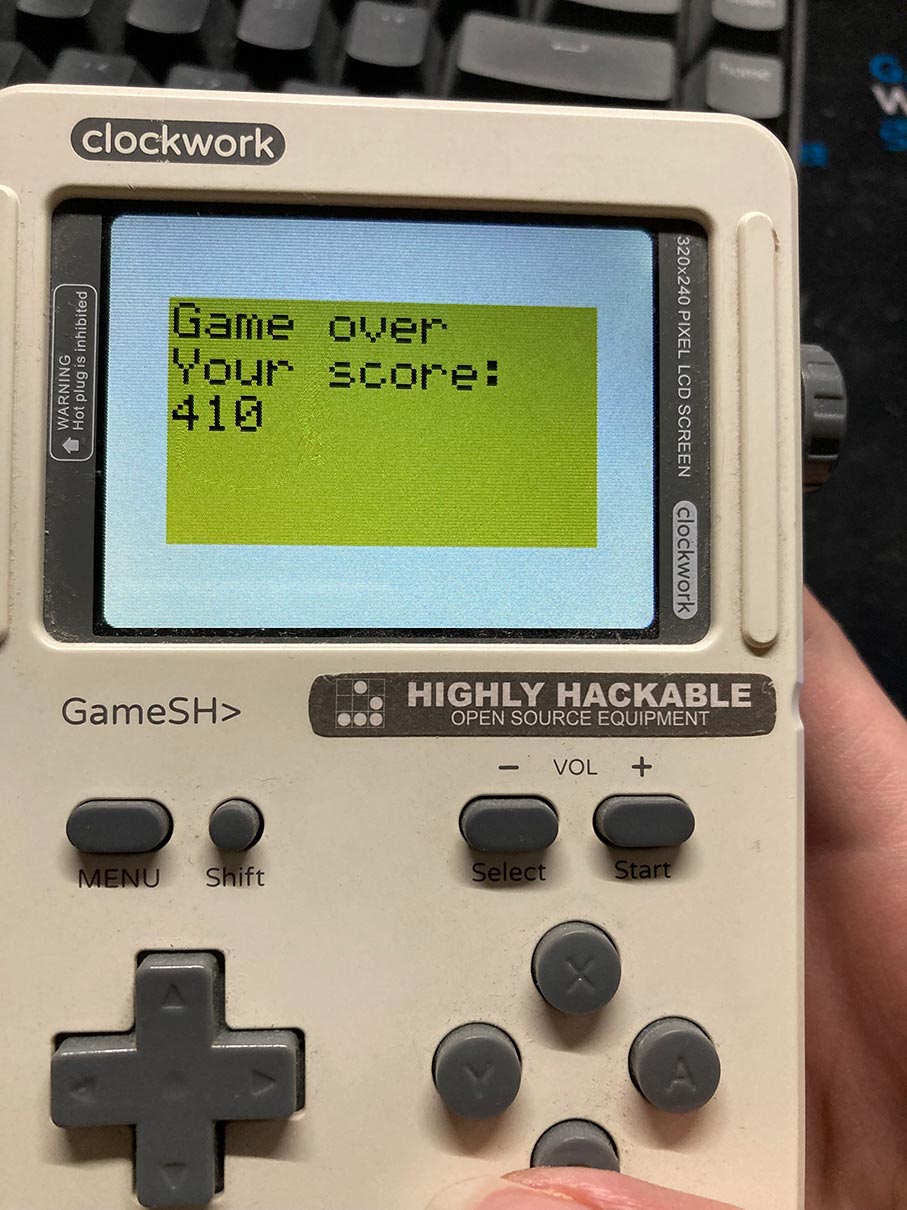 home
clockwork
WARNING
Hot plug is inhibited
Game over
Your score:
410
320x240 PIXEL LCD SCREEN
clockwork
GameSH>
HIGHLY HACKABLE
OPEN SOURCE EQUIPMENT
- VOL +
MENU
Shift
Select
Start
X
Y
A